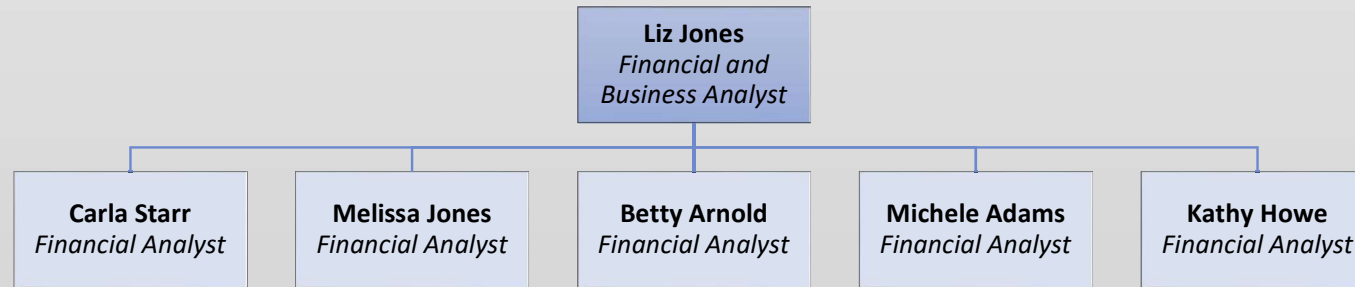 Liz Jones
Financial and
Business Analyst
Carla Starr
Financial Analyst
Melissa Jones
Financial Analyst
Betty Arnold
Financial Analyst
Michele Adams
Financial Analyst
Kathy Howe
Financial Analyst